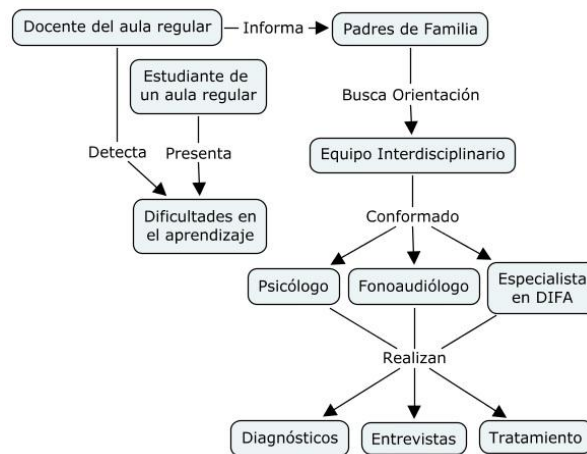 Docente del aula regular
Informa
Padres de Familia
Estudiante de
un aula regular
Busca Orientación
Detecta
Presenta
Equipo Interdisciplinario
Dificultades en
el aprendizaje
Conformado
Psicólogo
Fonoaudiólogo
Especialista
en DIFA
Realizan
Diagnósticos
Entrevistas
Tratamiento